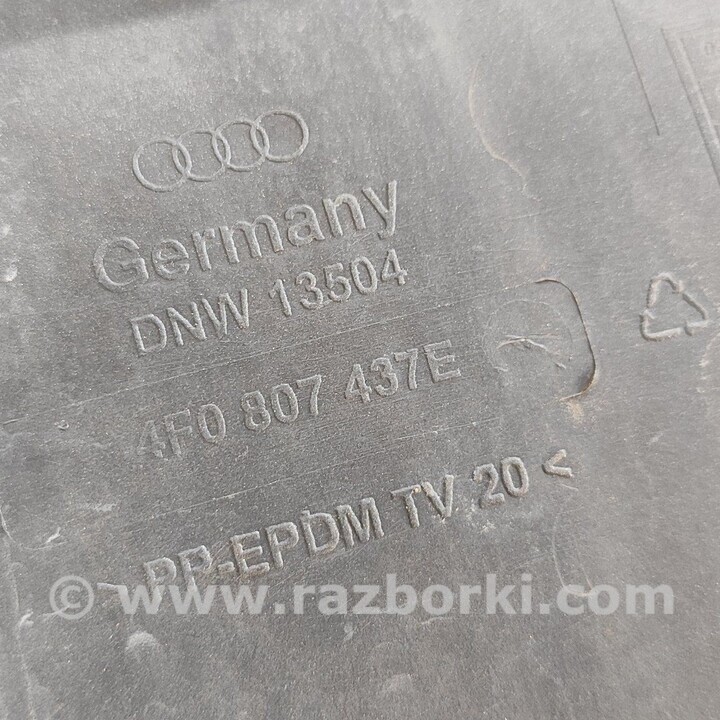 Germany
DNW 13504
4F0 807 437E
PP-EPDM TV 20 <
© www.razborki.com